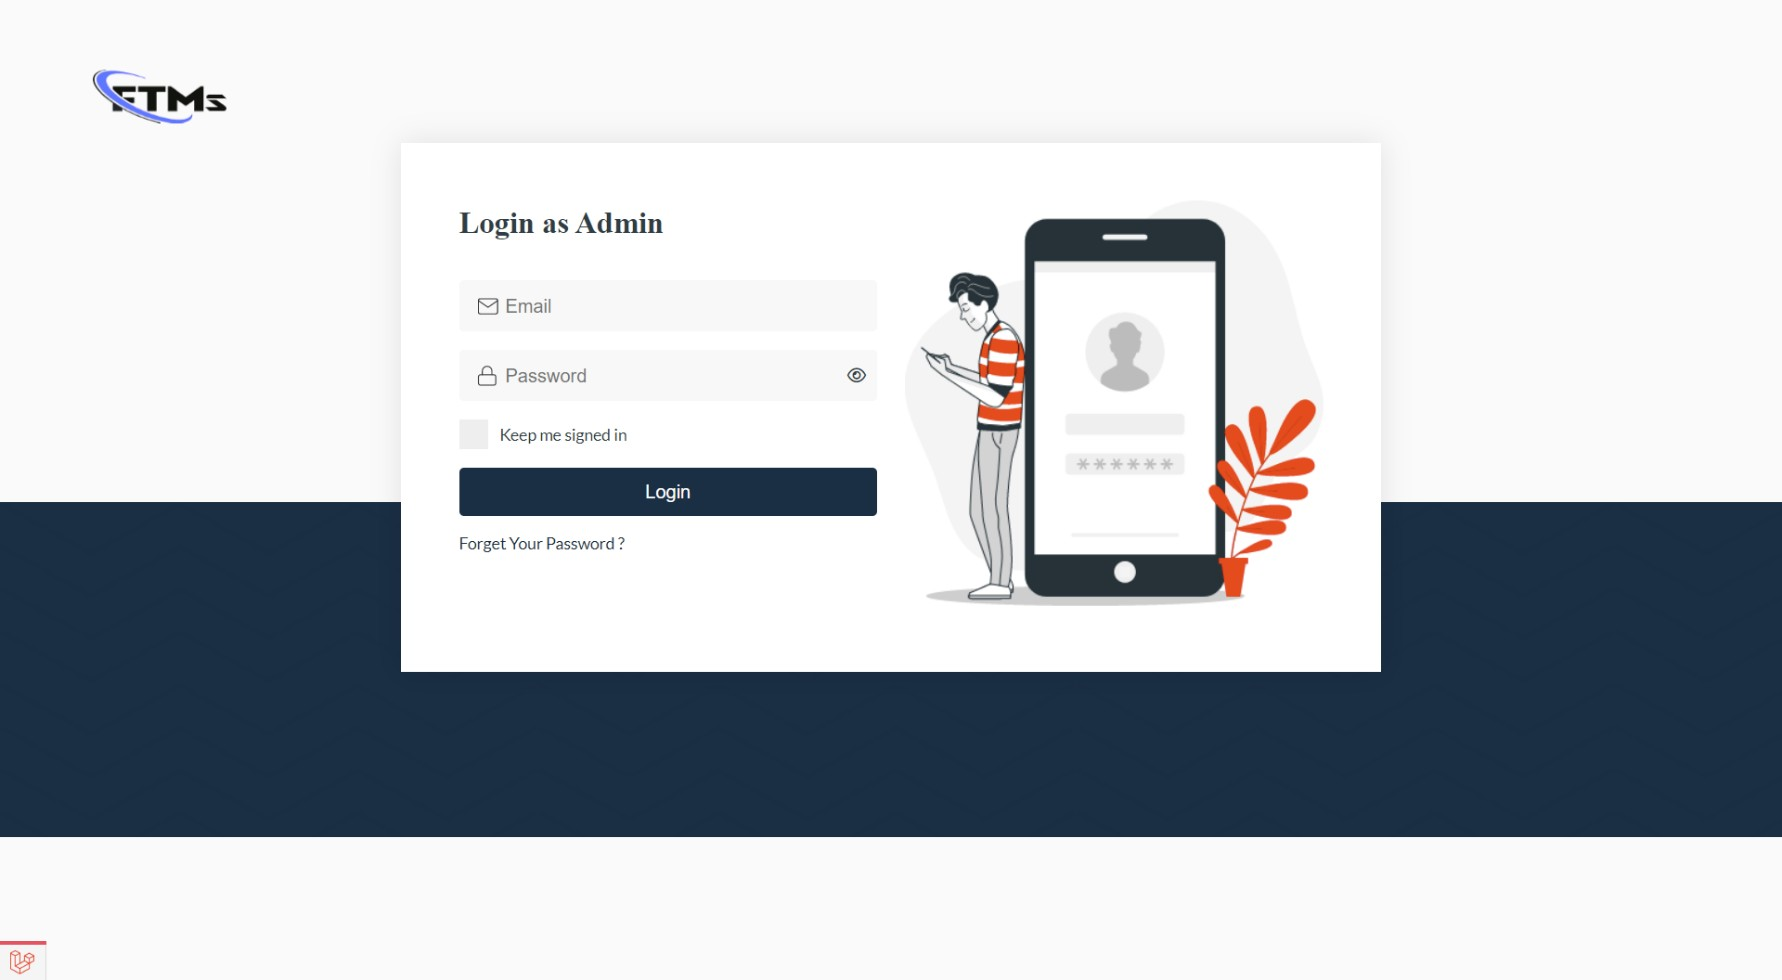 FTMs
Login as Admin
Email
Password
Keep me signed in
Login
Forget Your Password ?
******